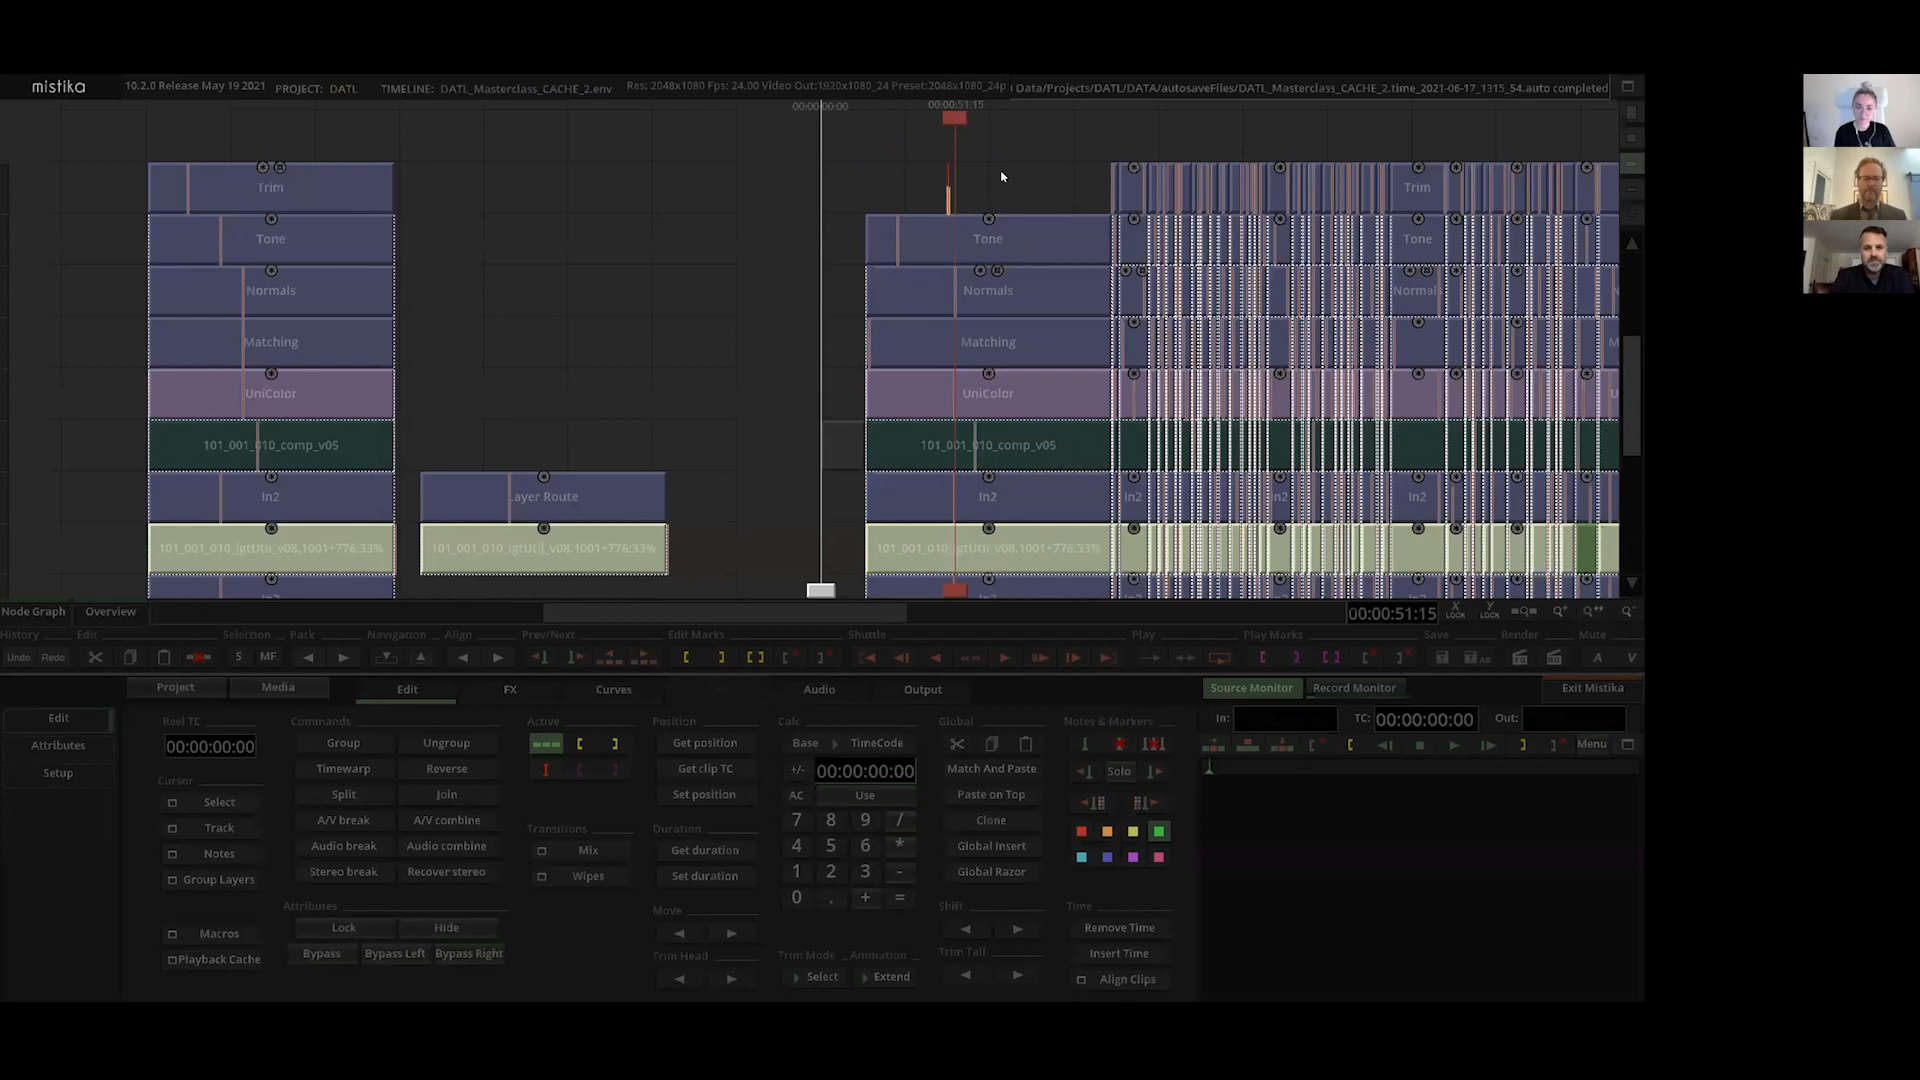 mistika 10.2.0 Release May 19 2021 PROJECT: DATL TIMELINE: DATL_Masterclass_CACHE_2.env Res: 2048x1080 Fps: 24.00 Video Out:1920x1080_24 Preset:2048x1080_24p Data/Projects/DATL/DATA/autosaveFiles/DATL_Masterclass_CACHE_2.time_2021-06-17_1315_54.auto completed
00:00:00:00 00:00:51:15
Trim Trim
Tone Tone Tone
Normals Normals Normal
Matching Matching M
UniColor UniColor U
101_001_010_comp_v05 101_001_010_comp_v05
In2 Layer Route In2 In2 In2
Node Graph Overview 00:00:51:15 X LOCK Y LOCK
History Edit Selection Pack Navigation Align Prev/Next Edit Marks Shuttle Play Play Marks Save Render Mute
Undo Redo S MF AS A V
Project Media Edit FX Curves Audio Output Source Monitor Record Monitor Exit Mistika
Edit Reel TC Commands Active Position Calc Global Notes & Markers In: TC: 00:00:00:00 Out:
00:00:00:00 Group Ungroup Get position Base TimeCode Menu
Attributes
Setup Cursor Timewarp Reverse Get clip TC +/- 00:00:00:00 Match And Paste Solo
Select Split Join Set position AC Use Paste on Top
Track A/V break A/V combine Transitions Duration 7 8 9 / Clone
Notes Audio break Audio combine Mix Get duration 4 5 6 * Global Insert
Group Layers Stereo break Recover stereo Wipes Set duration 1 2 3 - Global Razor
Attributes Move 0 . + = Shift Time
Macros Lock Hide Remove Time
Playback Cache Bypass Bypass Left Bypass Right Trim Head Trim Mode Animation Trim Tail Insert Time
Select Extend Align Clips